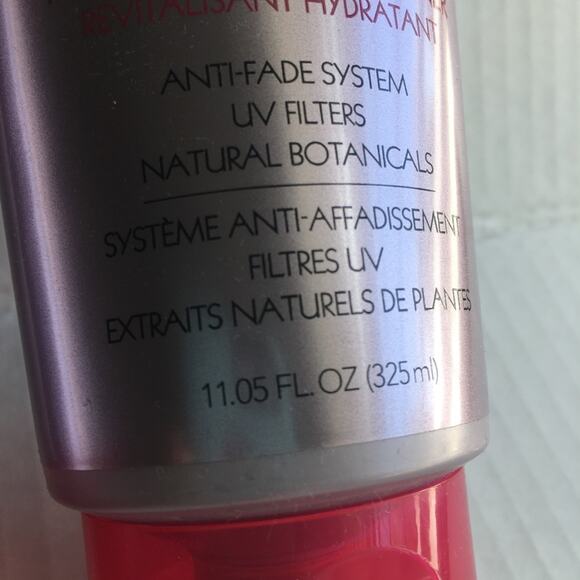 REVITALISANT HYDRATANT
ANTI-FADE SYSTEM
UV FILTERS
NATURAL BOTANICALS
SYSTÈME ANTI-AFFADISSEMENT
FILTRES UV
EXTRAITS NATURELS DE PLANTES
11.05 FL. OZ (325 ml)